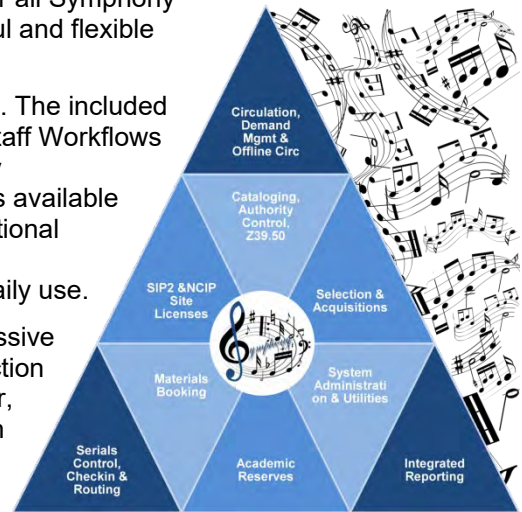 all Symphony
ul and flexible
. The included
taff Workflows
s available
tional
aily use.
ssive
ction
r,
Circulation,
Demand
Mgmt &
Offline Circ
Cataloging,
Authority
Control,
Z39.50
SIP2 &NCIP
Site
Licenses
Selection &
Acquisitions
Materials
Booking
System
Administrati
on & Utilities
Serials
Control,
Checkin &
Routing
Academic
Reserves
Integrated
Reporting